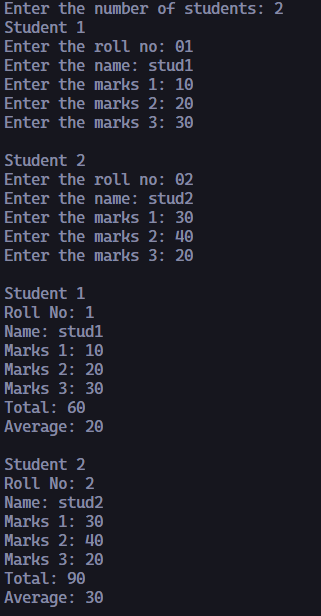 Enter the number of students: 2
Student 1
Enter the roll no: 01
Enter the name: stud1
Enter the marks 1: 10
Enter the marks 2: 20
Enter the marks 3: 30

Student 2
Enter the roll no: 02
Enter the name: stud2
Enter the marks 1: 30
Enter the marks 2: 40
Enter the marks 3: 20

Student 1
Roll No: 1
Name: stud1
Marks 1: 10
Marks 2: 20
Marks 3: 30
Total: 60
Average: 20

Student 2
Roll No: 2
Name: stud2
Marks 1: 30
Marks 2: 40
Marks 3: 20
Total: 90
Average: 30